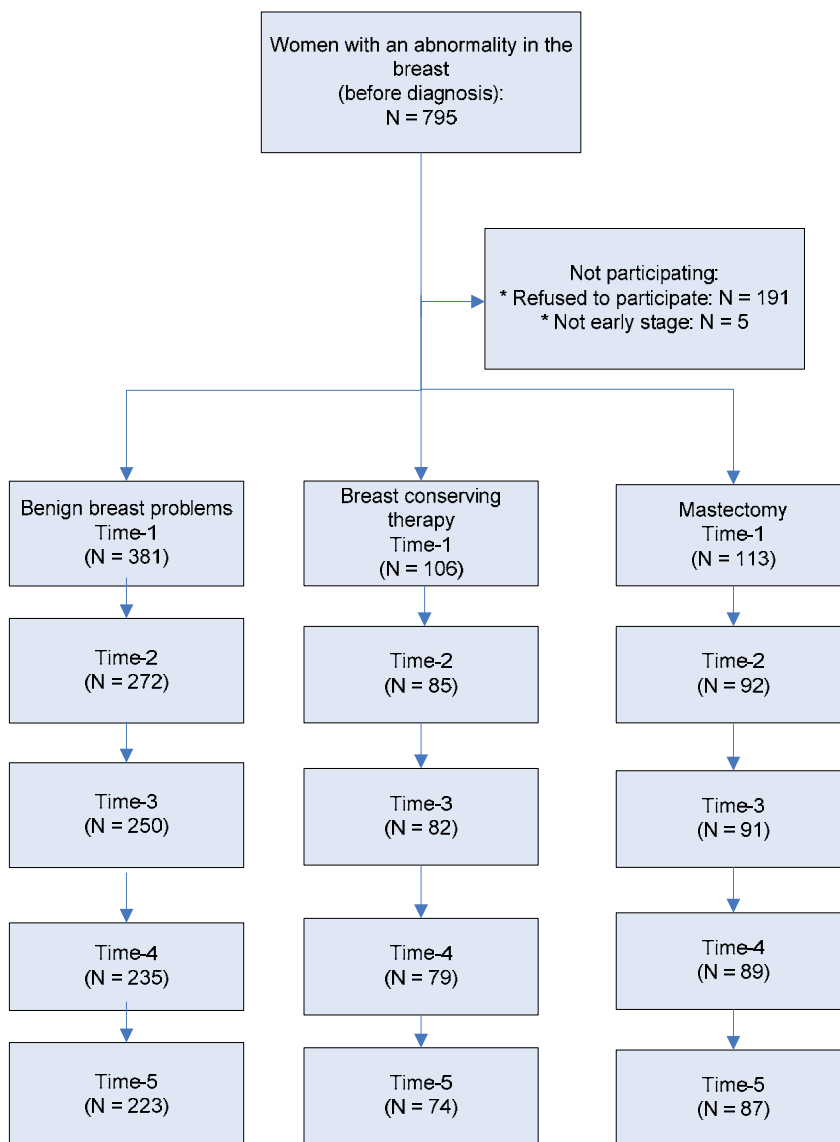 Women with an abnormality in the
breast
(before diagnosis):
N = 795
Not participating:
* Refused to participate: N = 191
* Not early stage: N = 5
Benign breast problems
Time-1
(N = 381)
Breast conserving
therapy
Time-1
(N = 106)
Mastectomy
Time-1
(N = 113)
Time-2
(N = 272)
Time-2
(N = 85)
Time-2
(N = 92)
Time-3
(N = 250)
Time-3
(N = 82)
Time-3
(N = 91)
Time-4
(N = 235)
Time-4
(N = 79)
Time-4
(N = 89)
Time-5
(N = 223)
Time-5
(N = 74)
Time-5
(N = 87)